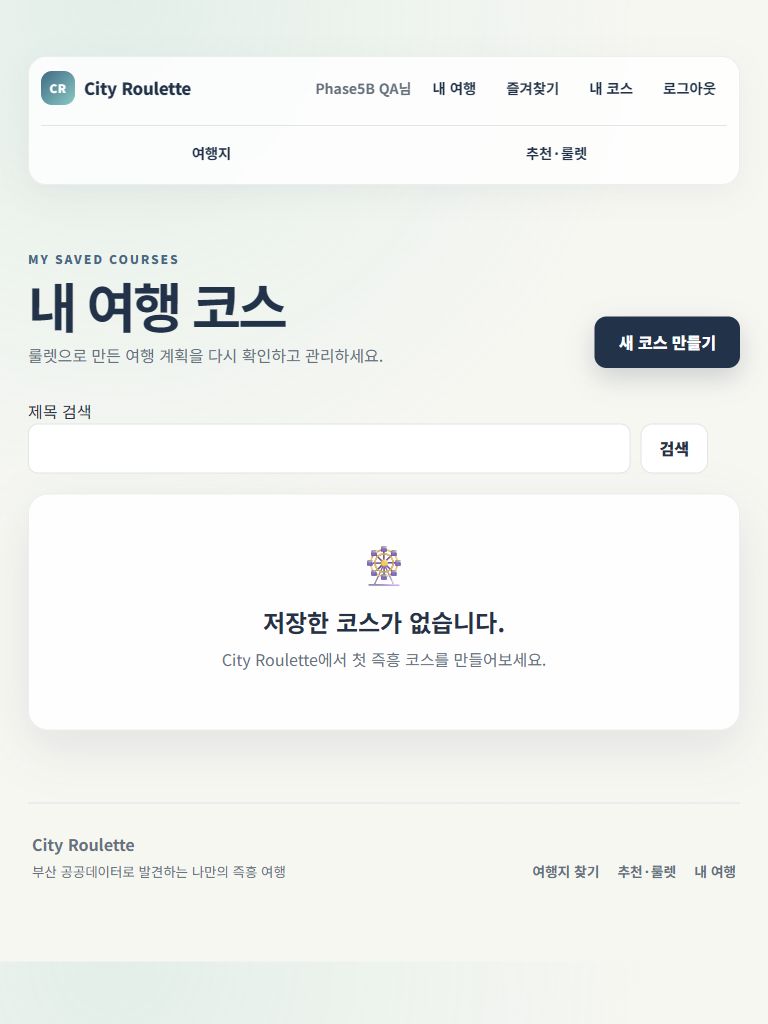 CR City Roulette
Phase5B QA님 내 여행 즐겨찾기 내 코스 로그아웃
여행지 추천·룰렛
MY SAVED COURSES
내 여행 코스
룰렛으로 만든 여행 계획을 다시 확인하고 관리하세요.
새 코스 만들기
제목 검색
검색
저장한 코스가 없습니다.
City Roulette에서 첫 즉흥 코스를 만들어보세요.
City Roulette
부산 공공데이터로 발견하는 나만의 즉흥 여행
여행지 찾기 추천·룰렛 내 여행